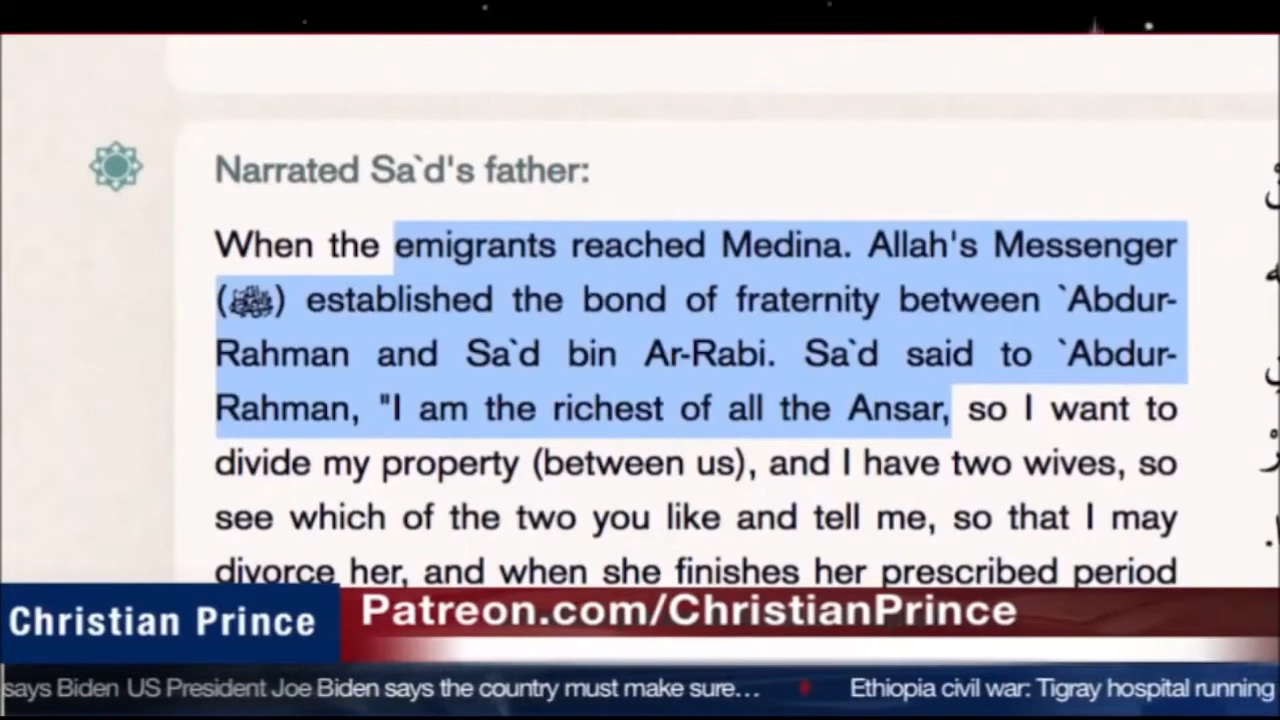 Narrated Sa`d's father:
When the emigrants reached Medina. Allah's Messenger
(ﷺ) established the bond of fraternity between `Abdur-
Rahman and Sa`d bin Ar-Rabi. Sa`d said to `Abdur-
Rahman, "I am the richest of all the Ansar, so I want to
divide my property (between us), and I have two wives, so
see which of the two you like and tell me, so that I may
divorce her, and when she finishes her prescribed period
Christian Prince
Patreon.com/ChristianPrince
says Biden US President Joe Biden says the country must make sure... Ethiopia civil war: Tigray hospital running